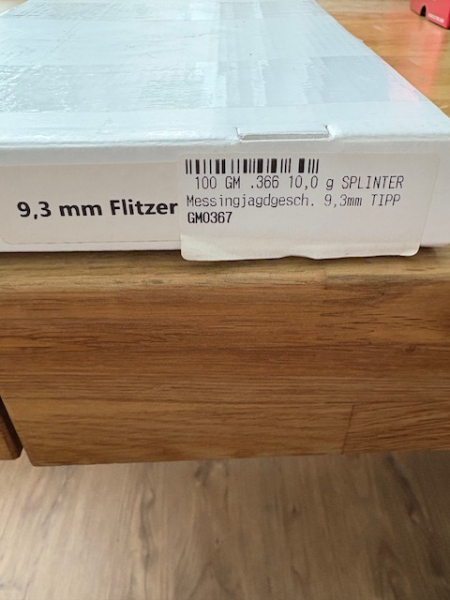 9,3 mm Flitzer
100 GM .366 10,0 g SPLINTER
Messingjagdgesch. 9,3mm TIPP
GM0367